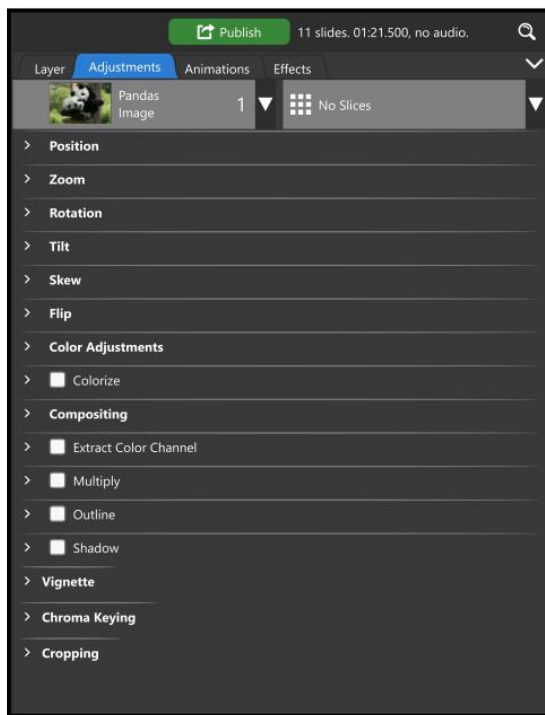 Publish 11 slides. 01:21.500, no audio.
Layer Adjustments Animations Effects
Pandas
Image 1 No Slices
Position
Zoom
Rotation
Tilt
Skew
Flip
Color Adjustments
Colorize
Compositing
Extract Color Channel
Multiply
Outline
Shadow
Vignette
Chroma Keying
Cropping